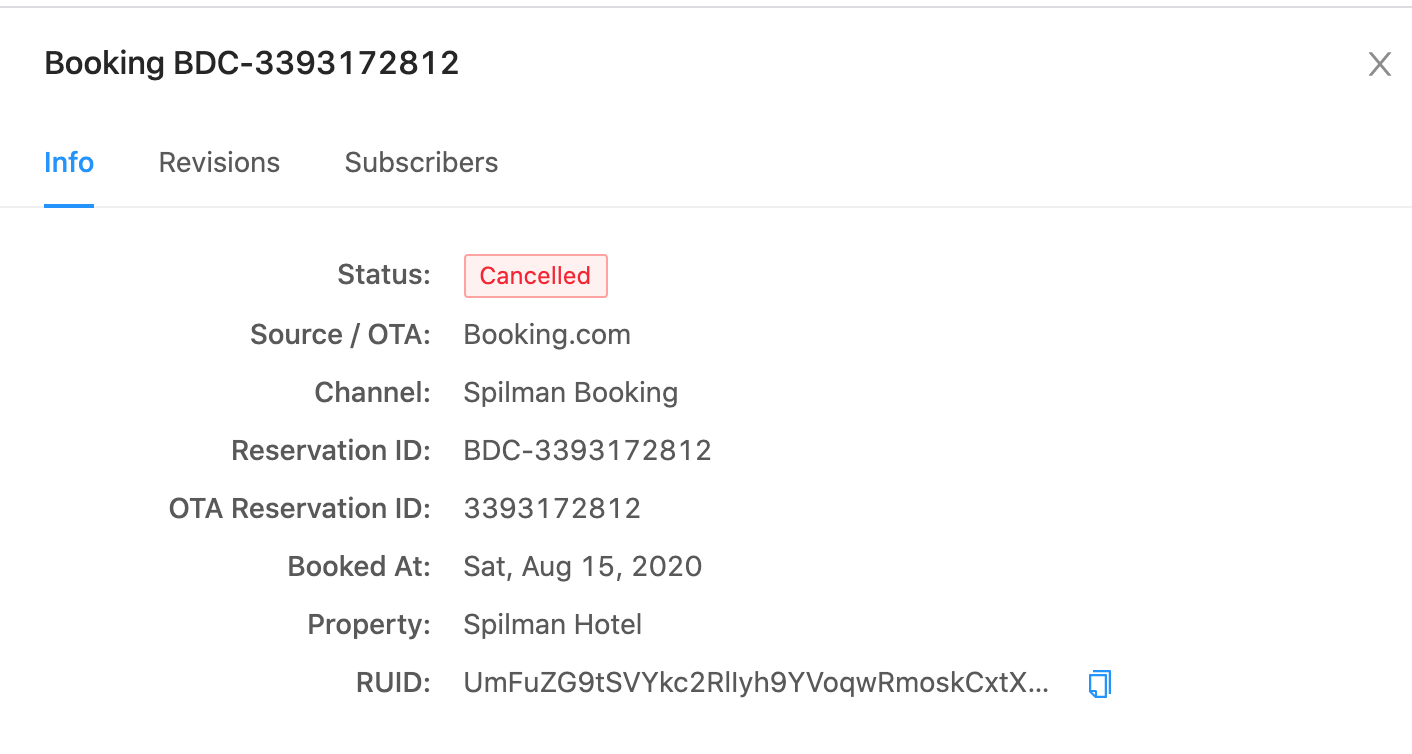 Booking BDC-3393172812
Info Revisions Subscribers
Status: Cancelled
Source / OTA: Booking.com
Channel: Spilman Booking
Reservation ID: BDC-3393172812
OTA Reservation ID: 3393172812
Booked At: Sat, Aug 15, 2020
Property: Spilman Hotel
RUID: UmFuZG9tSVYkc2RlIyh9YVoqwRmoskCxtX...